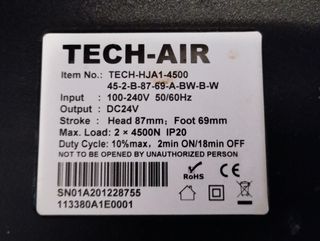 TECH-AIR
Item No.: TECH-HJA1-4500
45-2-B-87-69-A-BW-B-W
Input : 100-240V 50/60Hz
Output : DC24V
Stroke : Head 87mm; Foot 69mm
Max. Load: 2 × 4500N IP20
Duty Cycle: 10%max, 2min ON/18min OFF
NOT TO BE OPENED BY UNAUTHORIZED PERSON
RoHS
CE
SN01A201228755
113380A1E0001